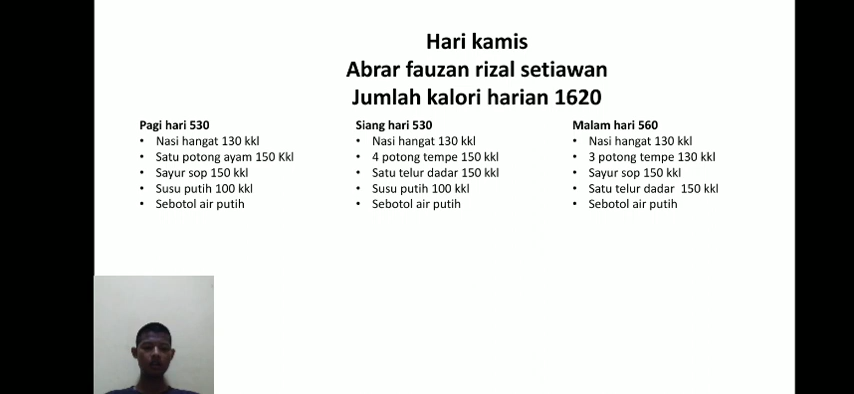 Hari kamis
Abrar fauzan rizal setiawan
Jumlah kalori harian 1620
Pagi hari 530
• Nasi hangat 130 kkl
• Satu potong ayam 150 Kkl
• Sayur sop 150 kkl
• Susu putih 100 kkl
• Sebotol air putih
Siang hari 530
• Nasi hangat 130 kkl
• 4 potong tempe 150 kkl
• Satu telur dadar 150 kkl
• Susu putih 100 kkl
• Sebotol air putih
Malam hari 560
• Nasi hangat 130 kkl
• 3 potong tempe 130 kkl
• Sayur sop 150 kkl
• Satu telur dadar  150 kkl
• Sebotol air putih